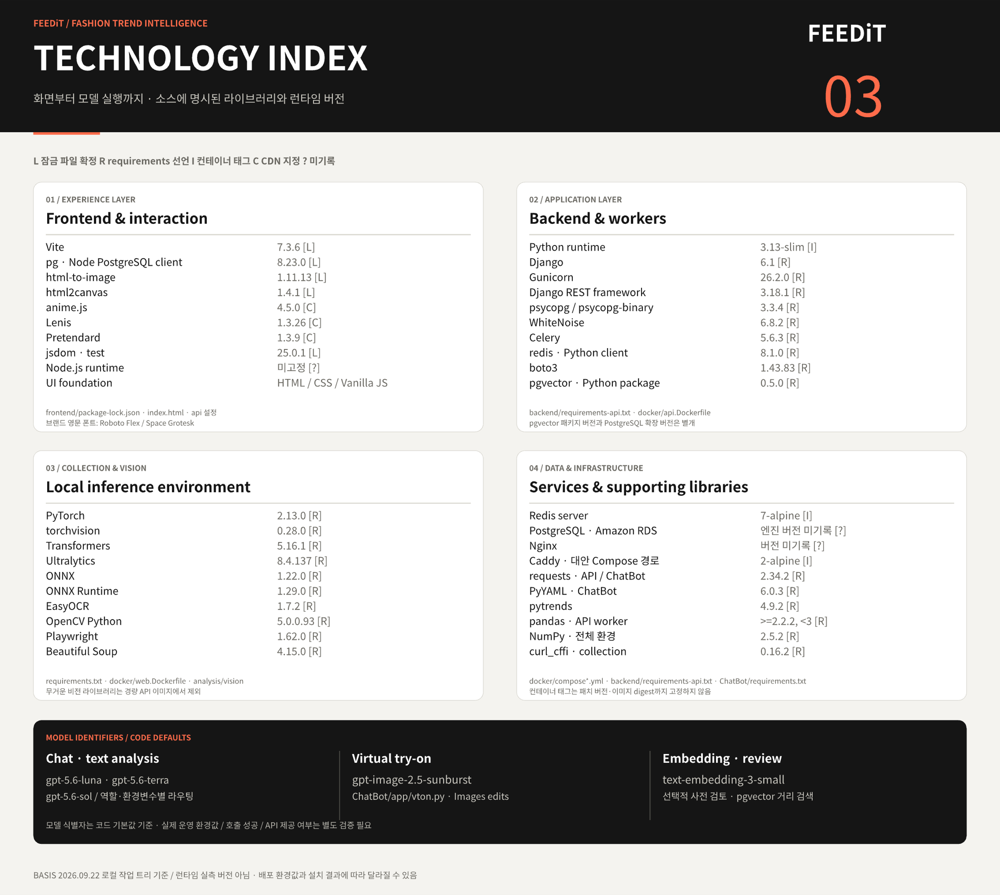 FEEDiT / FASHION TREND INTELLIGENCE
FEEDiT
TECHNOLOGY INDEX
03
화면부터 모델 실행까지 · 소스에 명시된 라이브러리와 런타임 버전
L 잠금 파일 확정 R requirements 선언 I 컨테이너 태그 C CDN 지정 ? 미기록
01 / EXPERIENCE LAYER
Frontend & interaction
Vite 7.3.6 [L]
pg · Node PostgreSQL client 8.23.0 [L]
html-to-image 1.11.13 [L]
html2canvas 1.4.1 [L]
anime.js 4.5.0 [C]
Lenis 1.3.26 [C]
Pretendard 1.3.9 [C]
jsdom · test 25.0.1 [L]
Node.js runtime 미고정 [?]
UI foundation HTML / CSS / Vanilla JS
frontend/package-lock.json · index.html · api 설정
브랜드 영문 폰트: Roboto Flex / Space Grotesk
02 / APPLICATION LAYER
Backend & workers
Python runtime 3.13-slim [I]
Django 6.1 [R]
Gunicorn 26.2.0 [R]
Django REST framework 3.18.1 [R]
psycopg / psycopg-binary 3.3.4 [R]
WhiteNoise 6.8.2 [R]
Celery 5.6.3 [R]
redis · Python client 8.1.0 [R]
boto3 1.43.83 [R]
pgvector · Python package 0.5.0 [R]
backend/requirements-api.txt · docker/api.Dockerfile
pgvector 패키지 버전과 PostgreSQL 확장 버전은 별개
03 / COLLECTION & VISION
Local inference environment
PyTorch 2.13.0 [R]
torchvision 0.28.0 [R]
Transformers 5.16.1 [R]
Ultralytics 8.4.137 [R]
ONNX 1.22.0 [R]
ONNX Runtime 1.29.0 [R]
EasyOCR 1.7.2 [R]
OpenCV Python 5.0.0.93 [R]
Playwright 1.62.0 [R]
Beautiful Soup 4.15.0 [R]
requirements.txt · docker/web.Dockerfile · analysis/vision
무거운 비전 라이브러리는 경량 API 이미지에서 제외
04 / DATA & INFRASTRUCTURE
Services & supporting libraries
Redis server 7-alpine [I]
PostgreSQL · Amazon RDS 엔진 버전 미기록 [?]
Nginx 버전 미기록 [?]
Caddy · 대안 Compose 경로 2-alpine [I]
requests · API / ChatBot 2.34.2 [R]
PyYAML · ChatBot 6.0.3 [R]
pytrends 4.9.2 [R]
pandas · API worker >=2.2.2, <3 [R]
NumPy · 전체 환경 2.5.2 [R]
curl_cffi · collection 0.16.2 [R]
docker/compose*.yml · backend/requirements-api.txt · ChatBot/requirements.txt
컨테이너 태그는 패치 버전·이미지 digest까지 고정하지 않음
MODEL IDENTIFIERS / CODE DEFAULTS
Chat · text analysis
gpt-5.6-luna · gpt-5.6-terra
gpt-5.6-sol / 역할·환경변수별 라우팅
Virtual try-on
gpt-image-2.5-sunburst
ChatBot/app/vton.py · Images edits
Embedding · review
text-embedding-3-small
선택적 사전 검토 · pgvector 거리 검색
모델 식별자는 코드 기본값 기준 · 실제 운영 환경값 / 호출 성공 / API 제공 여부는 별도 검증 필요
BASIS 2026.09.22 로컬 작업 트리 기준 / 런타임 실측 버전 아님 · 배포 환경값과 설치 결과에 따라 달라질 수 있음